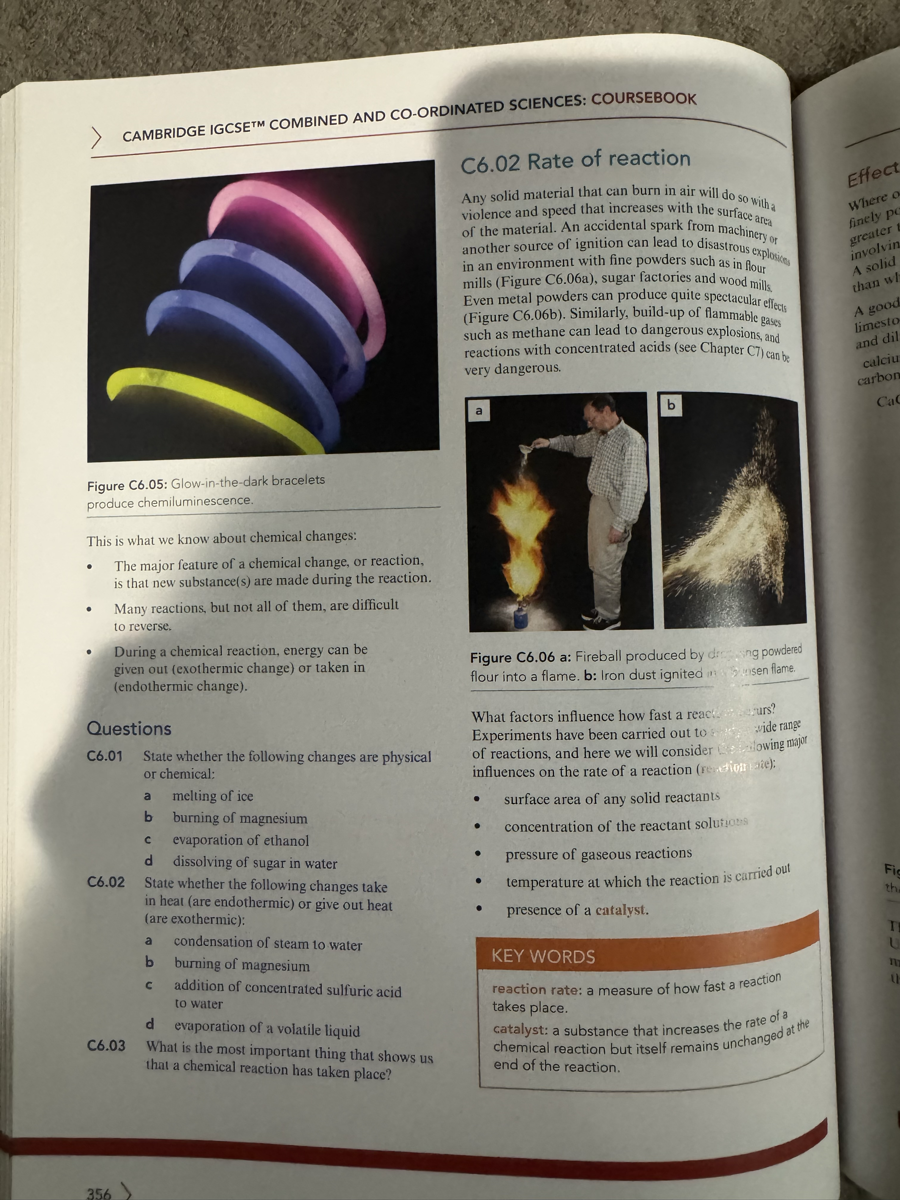 CAMBRIDGE IGCSE™ COMBINED AND CO-ORDINATED SCIENCES: COURSEBOOK
Figure C6.05: Glow-in-the-dark bracelets
produce chemiluminescence.
This is what we know about chemical changes:
• The major feature of a chemical change, or reaction,
is that new substance(s) are made during the reaction.
• Many reactions, but not all of them, are difficult
to reverse.
• During a chemical reaction, energy can be
given out (exothermic change) or taken in
(endothermic change).
Questions
C6.01 State whether the following changes are physical
or chemical:
a melting of ice
b burning of magnesium
c evaporation of ethanol
d dissolving of sugar in water
C6.02 State whether the following changes take
in heat (are endothermic) or give out heat
(are exothermic):
a condensation of steam to water
b burning of magnesium
c addition of concentrated sulfuric acid
to water
d evaporation of a volatile liquid
C6.03 What is the most important thing that shows us
that a chemical reaction has taken place?
C6.02 Rate of reaction
Any solid material that can burn in air will do so with a
violence and speed that increases with the surface area
of the material. An accidental spark from machinery or
another source of ignition can lead to disastrous explosions
in an environment with fine powders such as in flour
mills (Figure C6.06a), sugar factories and wood mills.
Even metal powders can produce quite spectacular effects
(Figure C6.06b). Similarly, build-up of flammable gases
such as methane can lead to dangerous explosions, and
reactions with concentrated acids (see Chapter C7) can be
very dangerous.
a
b
Figure C6.06 a: Fireball produced by powdered
flour into a flame. b: Iron dust ignited flame.
What factors influence how fast a
Experiments have been carried out to wide range
of reactions, and here we will consider major
influences on the rate of a reaction
• surface area of any solid reactants
• concentration of the reactant solutions
• pressure of gaseous reactions
• temperature at which the reaction is carried out
• presence of a catalyst.
KEY WORDS
reaction rate: a measure of how fast a reaction
takes place.
catalyst: a substance that increases the rate of a
chemical reaction but itself remains unchanged at the
end of the reaction.
356
Effect
Where
finely
greater
involvin
A solid
than
A good
limesto
and dil
calciu
carbon